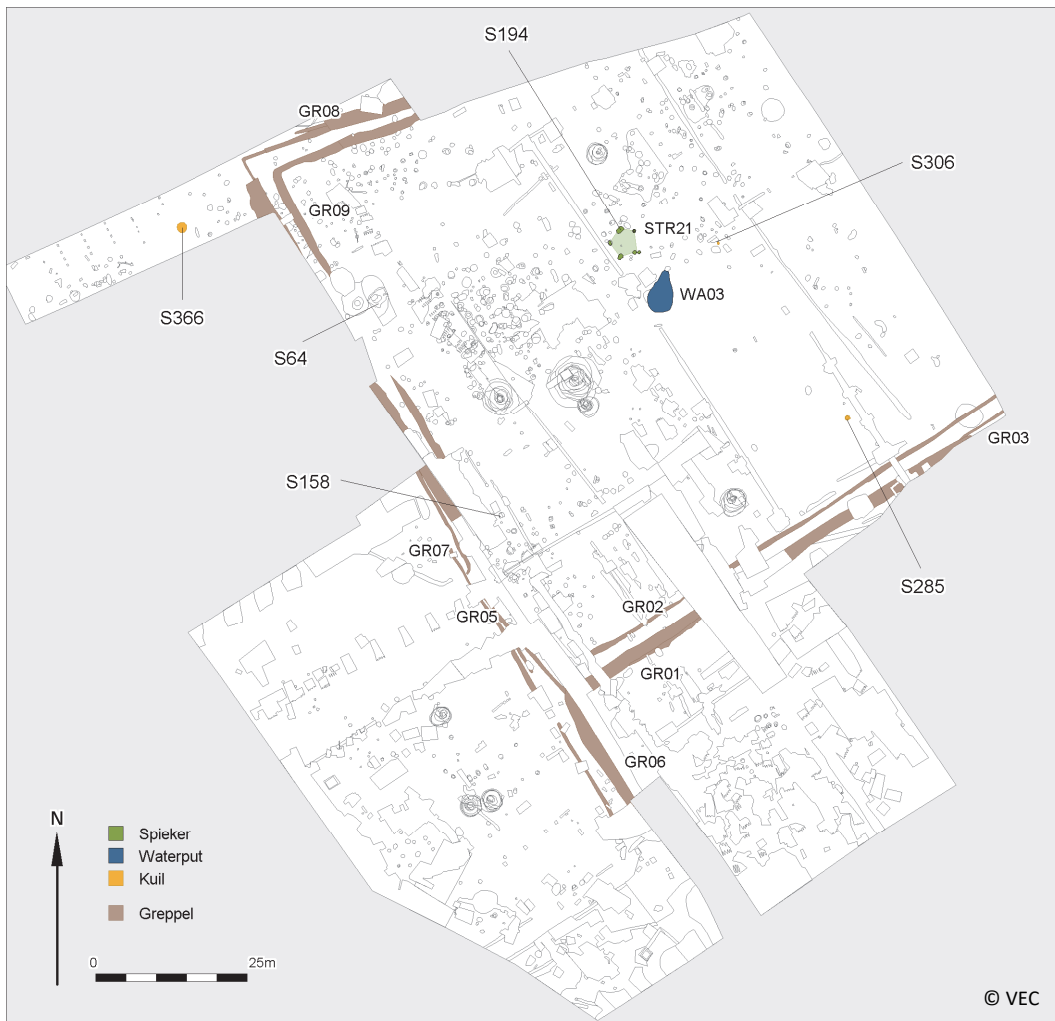 S194
GR08
S306
GR09
STR21
WA03
S366
S64
GR03
S158
GR07
S285
GR02
GR05
GR01
GR06
N
Spieker
Waterput
Kuil
Greppel
0 25m
© VEC